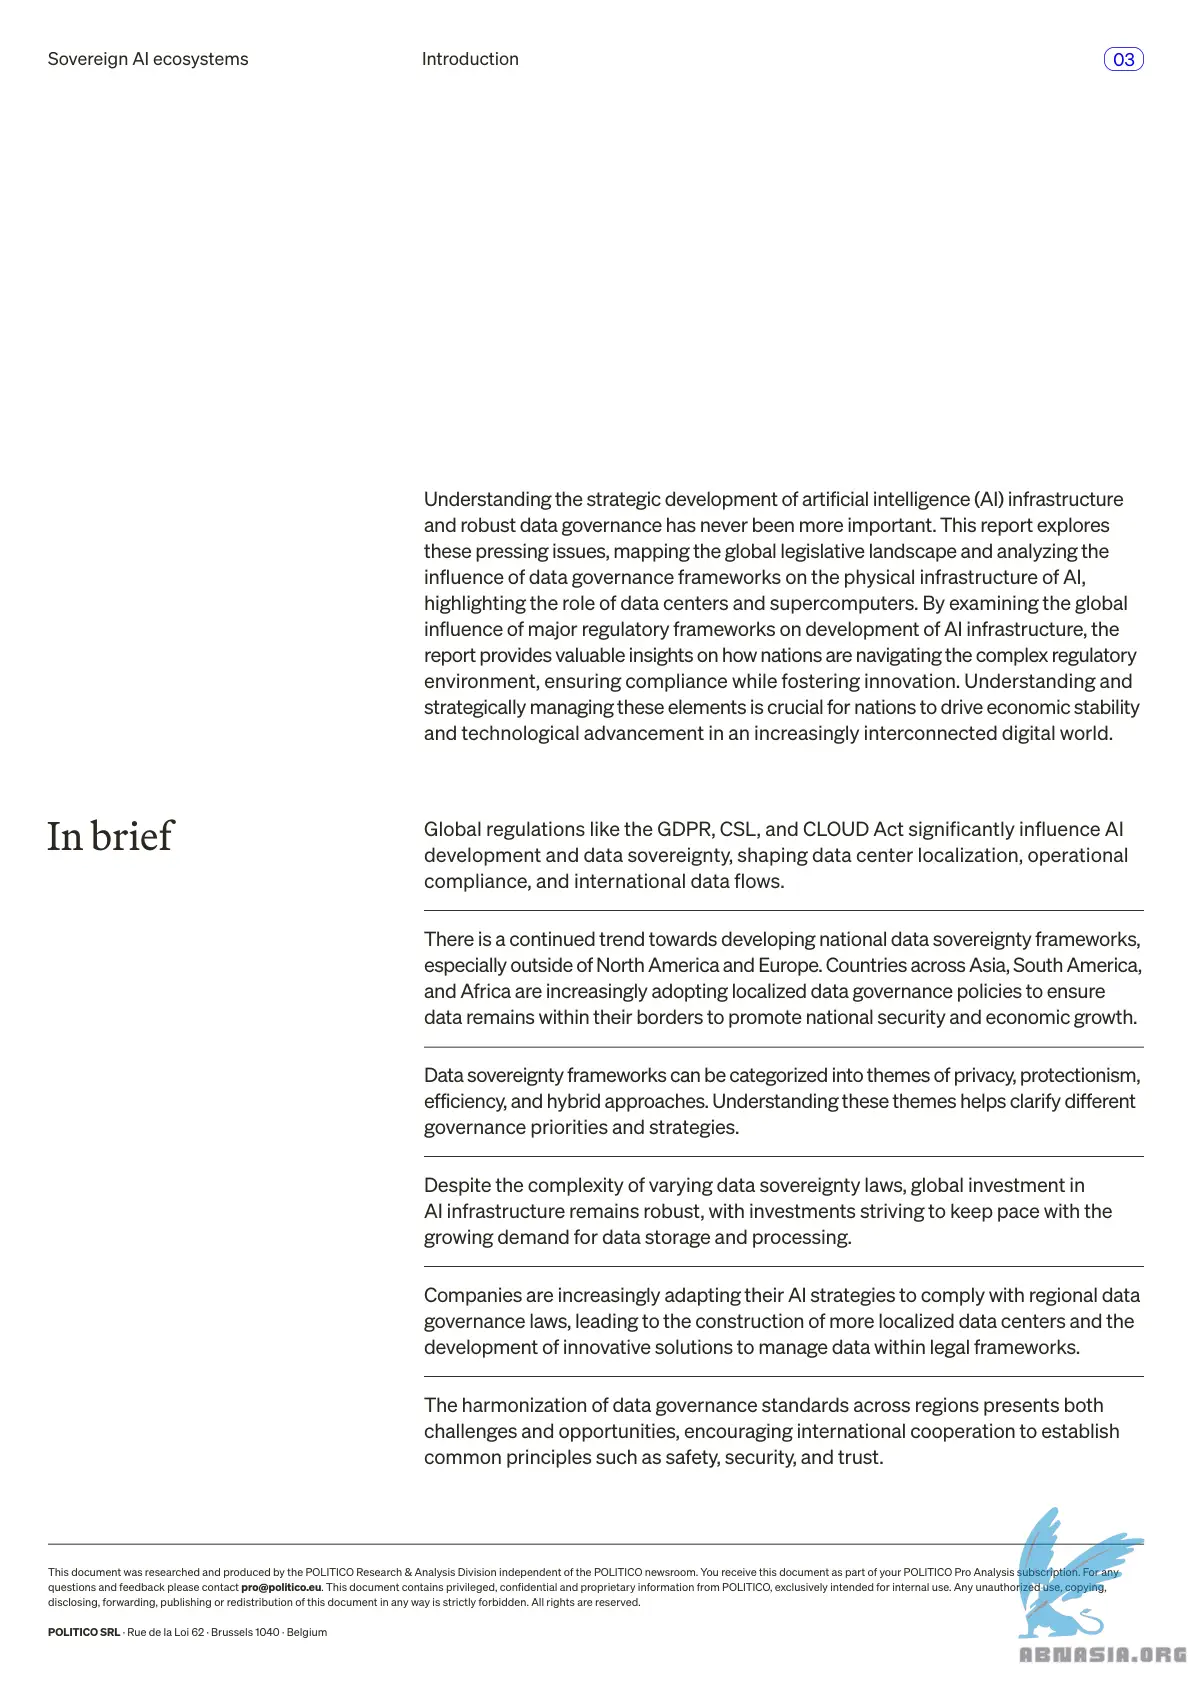 Sovereign AI ecosystems
Introduction
03
Understanding the strategic development of artificial intelligence (AI) infrastructure
and robust data governance has never been more important. This report explores
these pressing issues, mapping the global legislative landscape and analyzing the
influence of data governance frameworks on the physical infrastructure of AI,
highlighting the role of data centers and supercomputers. By examining the global
influence of major regulatory frameworks on development of AI infrastructure, the
report provides valuable insights on how nations are navigating the complex regulatory
environment, ensuring compliance while fostering innovation. Understanding and
strategically managing these elements is crucial for nations to drive economic stability
and technological advancement in an increasingly interconnected digital world.
In brief
Global regulations like the GDPR, CSL, and CLOUD Act significantly influence AI
development and data sovereignty, shaping data center localization, operational
compliance, and international data flows.
There is a continued trend towards developing national data sovereignty frameworks,
especially outside of North America and Europe. Countries across Asia, South America,
and Africa are increasingly adopting localized data governance policies to ensure
data remains within their borders to promote national security and economic growth.
Data sovereignty frameworks can be categorized into themes of privacy, protectionism,
efficiency, and hybrid approaches. Understanding these themes helps clarify different
governance priorities and strategies.
Despite the complexity of varying data sovereignty laws, global investment in
AI infrastructure remains robust, with investments striving to keep pace with the
growing demand for data storage and processing.
Companies are increasingly adapting their AI strategies to comply with regional data
governance laws, leading to the construction of more localized data centers and the
development of innovative solutions to manage data within legal frameworks.
The harmonization of data governance standards across regions presents both
challenges and opportunities, encouraging international cooperation to establish
common principles such as safety, security, and trust.
This document was researched and produced by the POLITICO Research & Analysis Division independent of the POLITICO newsroom. You receive this document as part of your POLITICO Pro Analysis subscription. For any
questions and feedback please contact pro@politico.eu. This document contains privileged, confidential and proprietary information from POLITICO, exclusively intended for internal use. Any unauthorized use, copying,
disclosing, forwarding, publishing or redistribution of this document in any way is strictly forbidden. All rights are reserved.
POLITICO SRL · Rue de la Loi 62 · Brussels 1040 · Belgium
ABNASIA.ORG